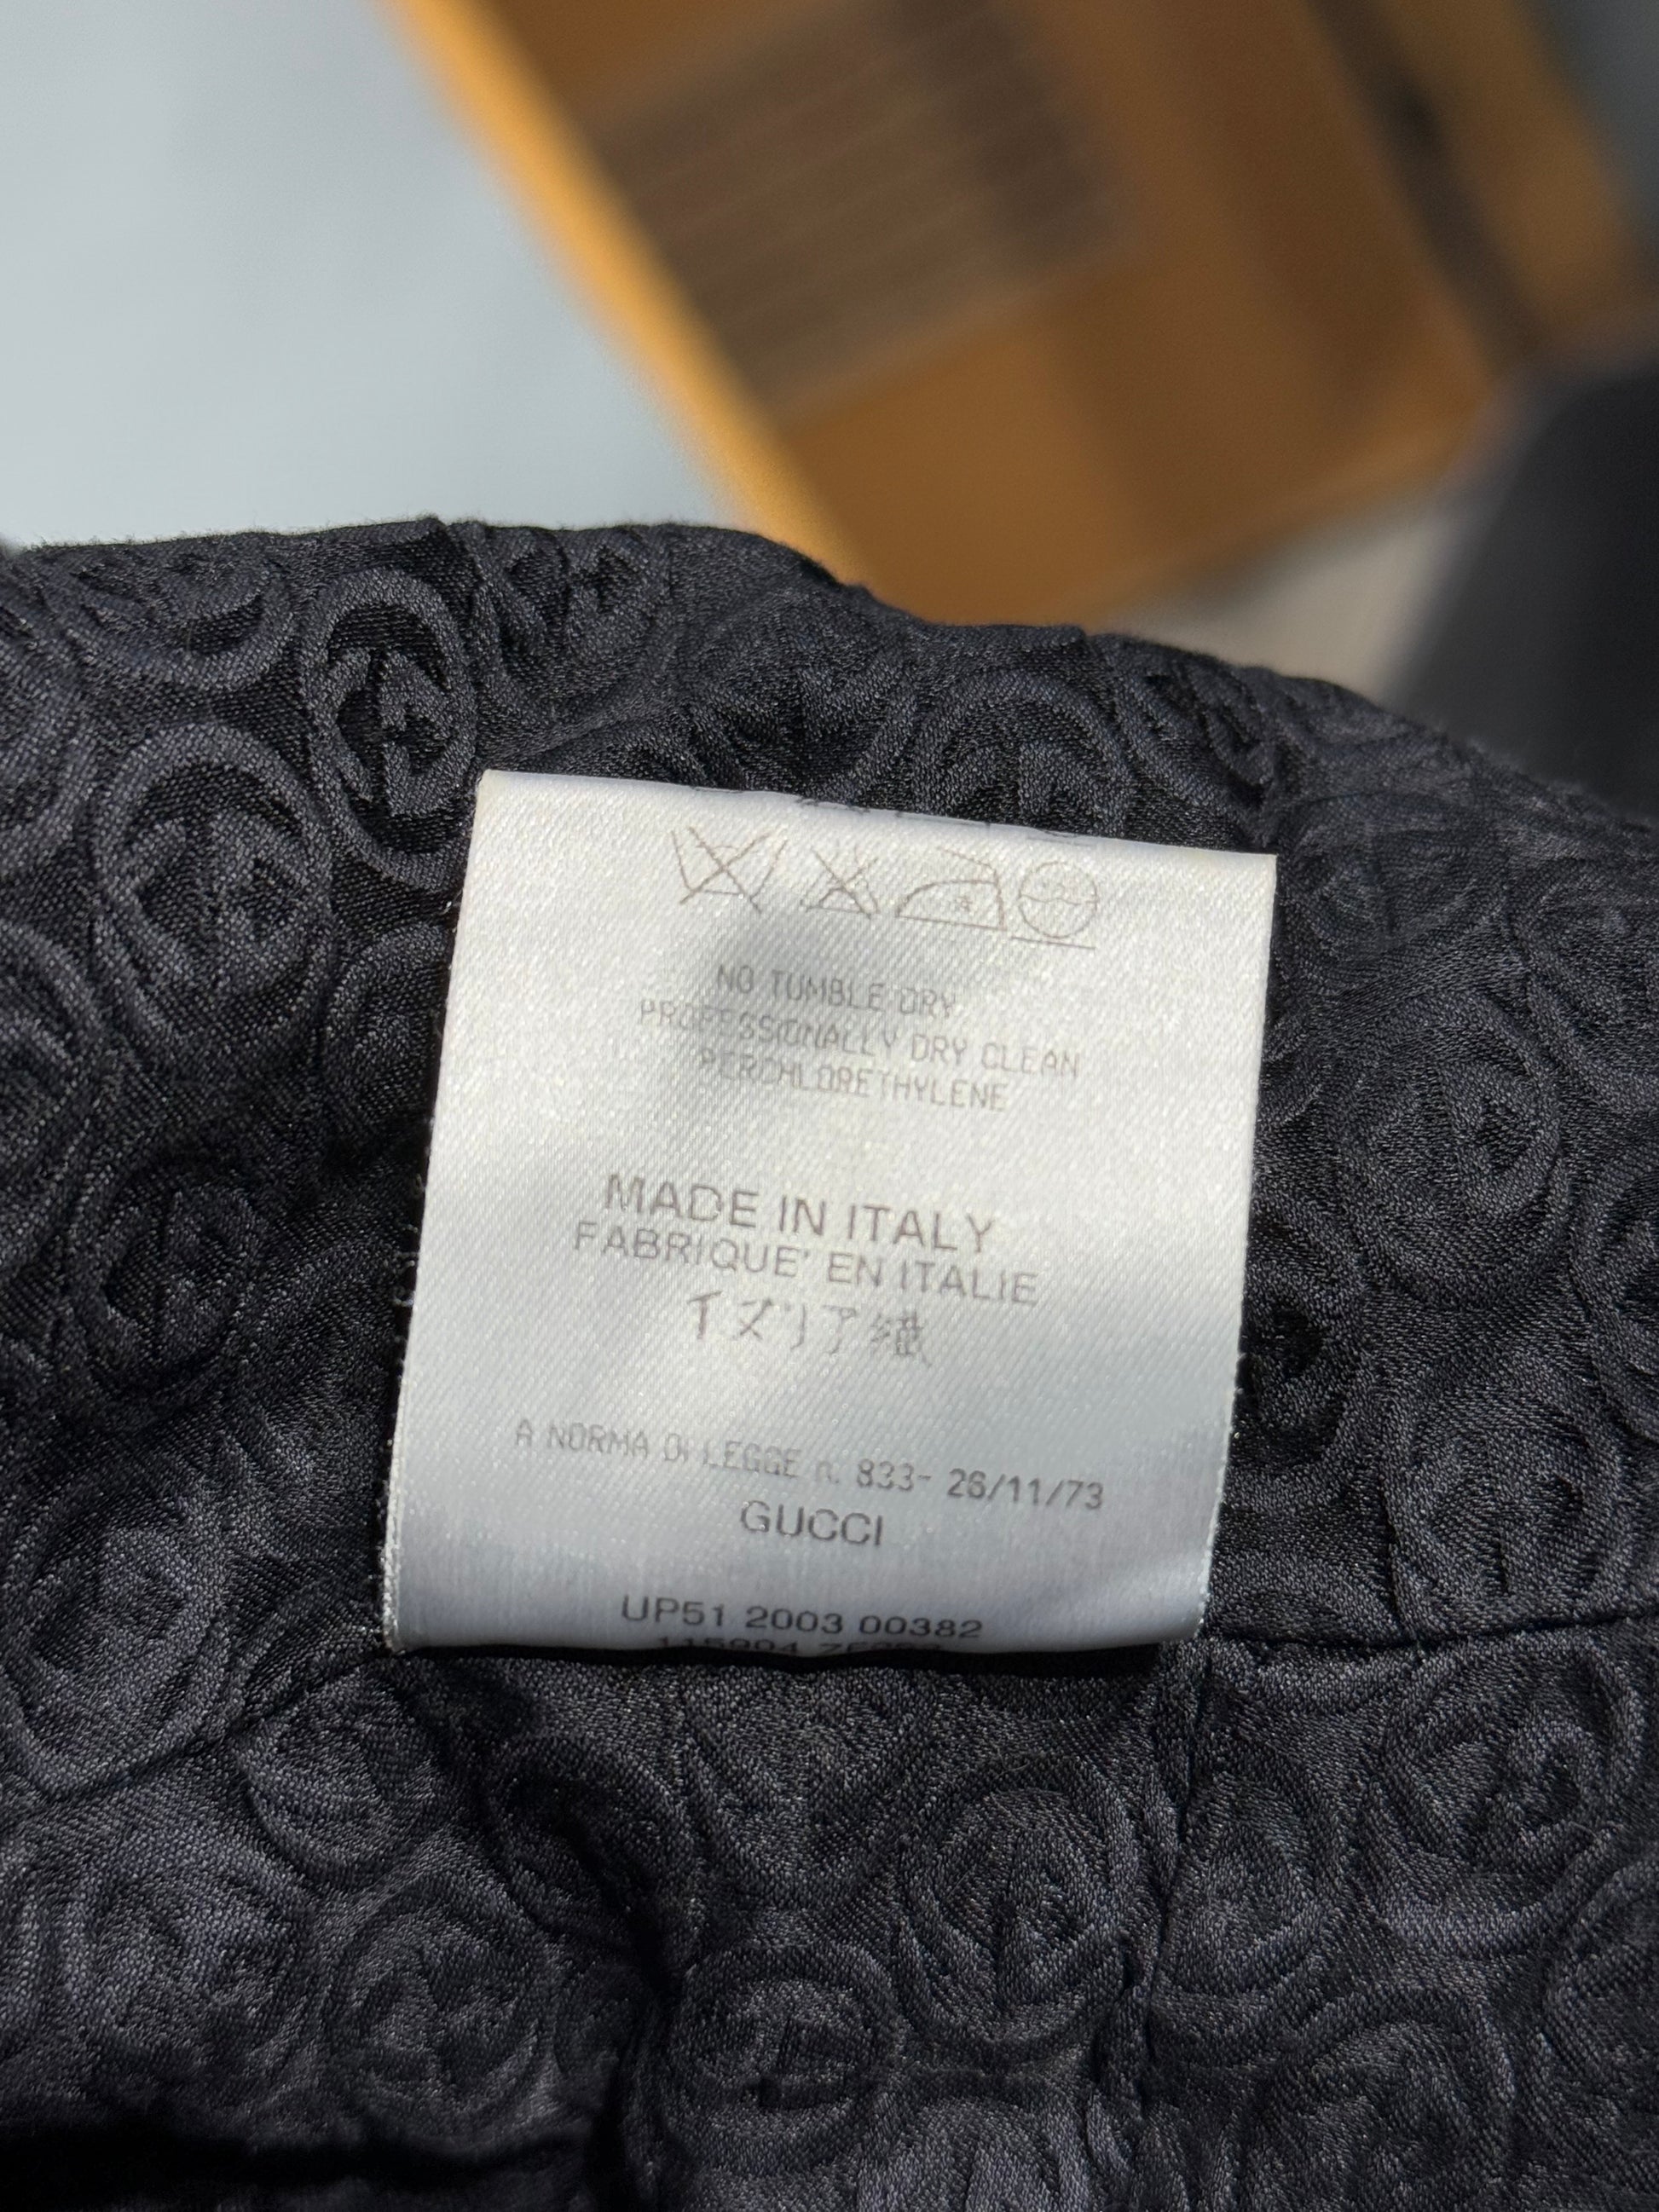 NO TUMBLE DRY
PROFESSIONALLY DRY CLEAN
PERCHLORETHYLENE
MADE IN ITALY
FABRIQUE' EN ITALIE
イタリア織
A NORMA DI LEGGE n. 833- 26/11/73
GUCCI
UP51 2003 00382